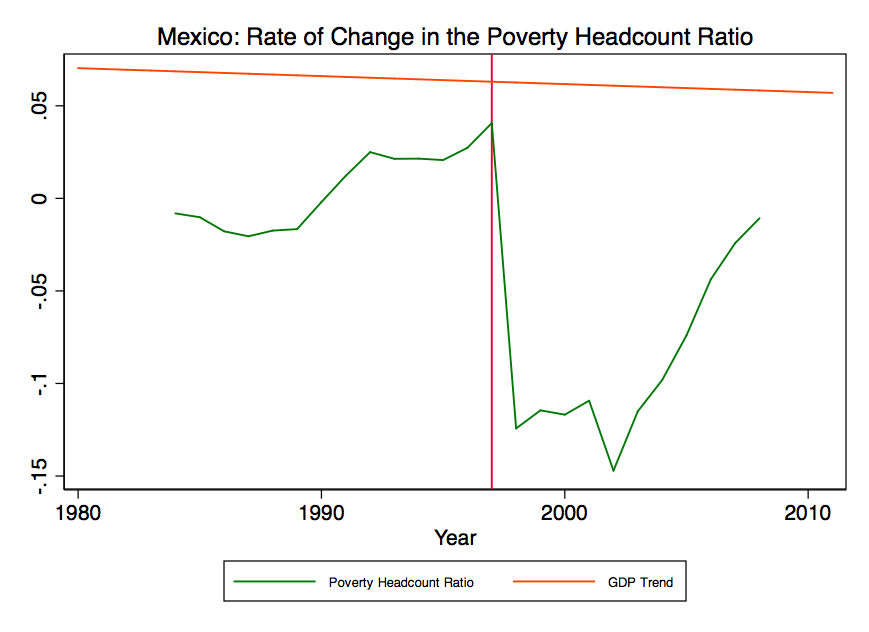 Mexico: Rate of Change in the Poverty Headcount Ratio
.05
0
-.05
-.1
-.15
1980 1990 2000 2010
Year
Poverty Headcount Ratio GDP Trend